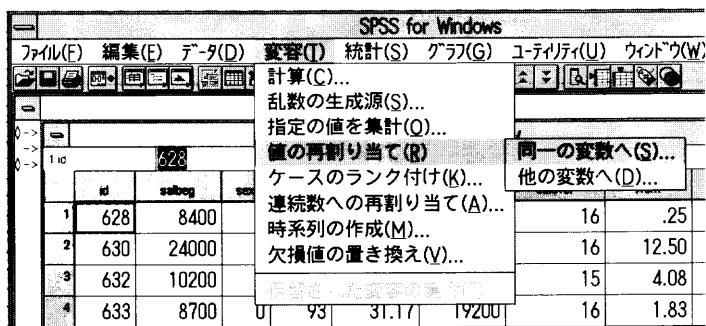 SPSS for Windows
ファイル(F) 編集(E) データ(D) 変容(T) 統計(S) グラフ(G) ユーティリティ(U) ウィンドウ(W)
計算(C)...
乱数の生成源(S)...
指定の値を集計(O)...
値の再割り当て(R)
同一の変数へ(S)...
他の変数へ(D)...
ケースのランク付け(K)...
連続数への再割り当て(A)...
時系列の作成(M)...
欠損値の置き換え(V)...
1 id 628
id salbeg sex
1 628 8400 16 .25
2 630 24000 16 12.50
3 632 10200 15 4.08
4 633 8700 0 93 31.17 19200 16 1.83